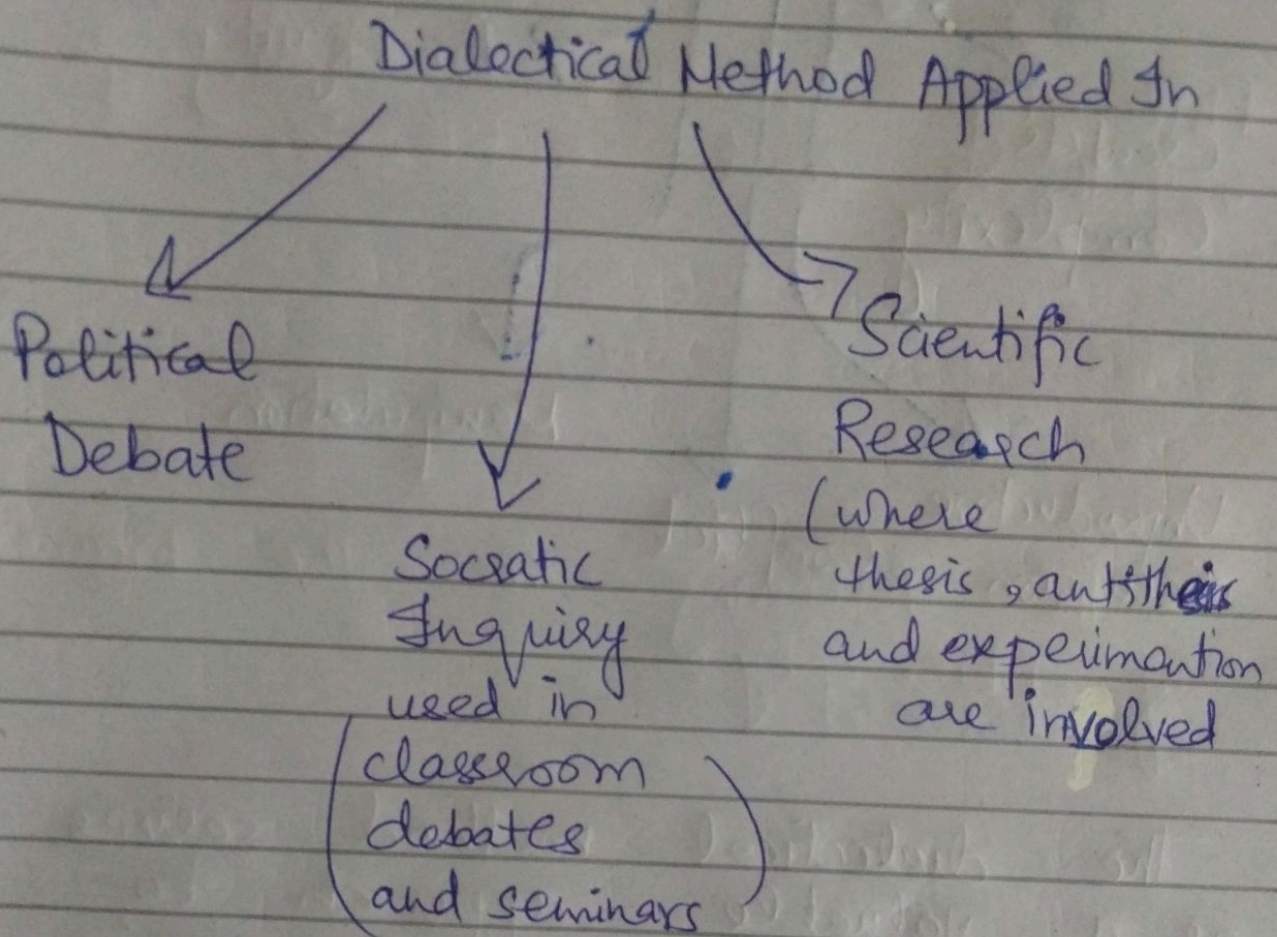 Dialectical Method Applied In
Political
Debate
Socratic
Inquiry
used in
(classroom
debates
and seminars)
Scientific
Research
(where
thesis, antithesis
and experimantion
are involved